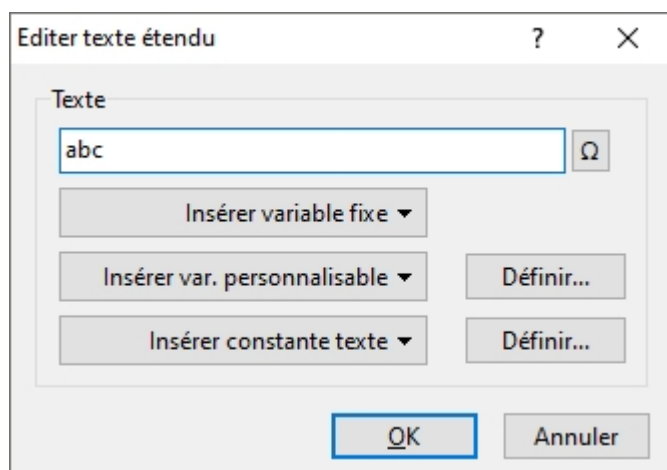 Editer texte étendu ?
Texte
abc Ω
Insérer variable fixe
Insérer var. personnalisable Définir...
Insérer constante texte Définir...
OK Annuler